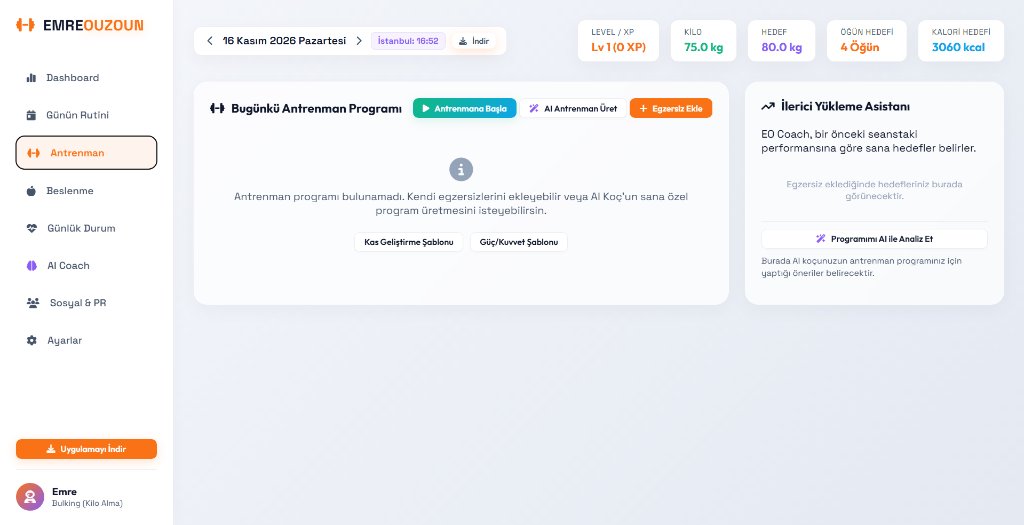 EMREOUZOUN
Dashboard
Günün Rutini
Antrenman
Beslenme
Günlük Durum
AI Coach
Sosyal & PR
Ayarlar
Uygulamayı İndir
Emre
Bulking (Kilo Alma)
16 Kasım 2026 Pazartesi
İstanbul: 16:52
İndir
LEVEL / XP
Lv 1 (0 XP)
KİLO
75.0 kg
HEDEF
80.0 kg
ÖĞÜN HEDEFİ
4 Öğün
KALORİ HEDEFİ
3060 kcal
Bugünkü Antrenman Programı
Antrenmana Başla
AI Antrenman Üret
Egzersiz Ekle
Antrenman programı bulunamadı. Kendi egzersizlerini ekleyebilir veya AI Koç'un sana özel
program üretmesini isteyebilirsin.
Kas Geliştirme Şablonu
Güç/Kuvvet Şablonu
İlerici Yükleme Asistanı
EO Coach, bir önceki seanstaki
performansına göre sana hedefler belirler.
Egzersiz eklediğinde hedefleriniz burada
görünecektir.
Programımı AI ile Analiz Et
Burada AI koçunuzun antrenman programınız için
yaptığı öneriler belirecektir.